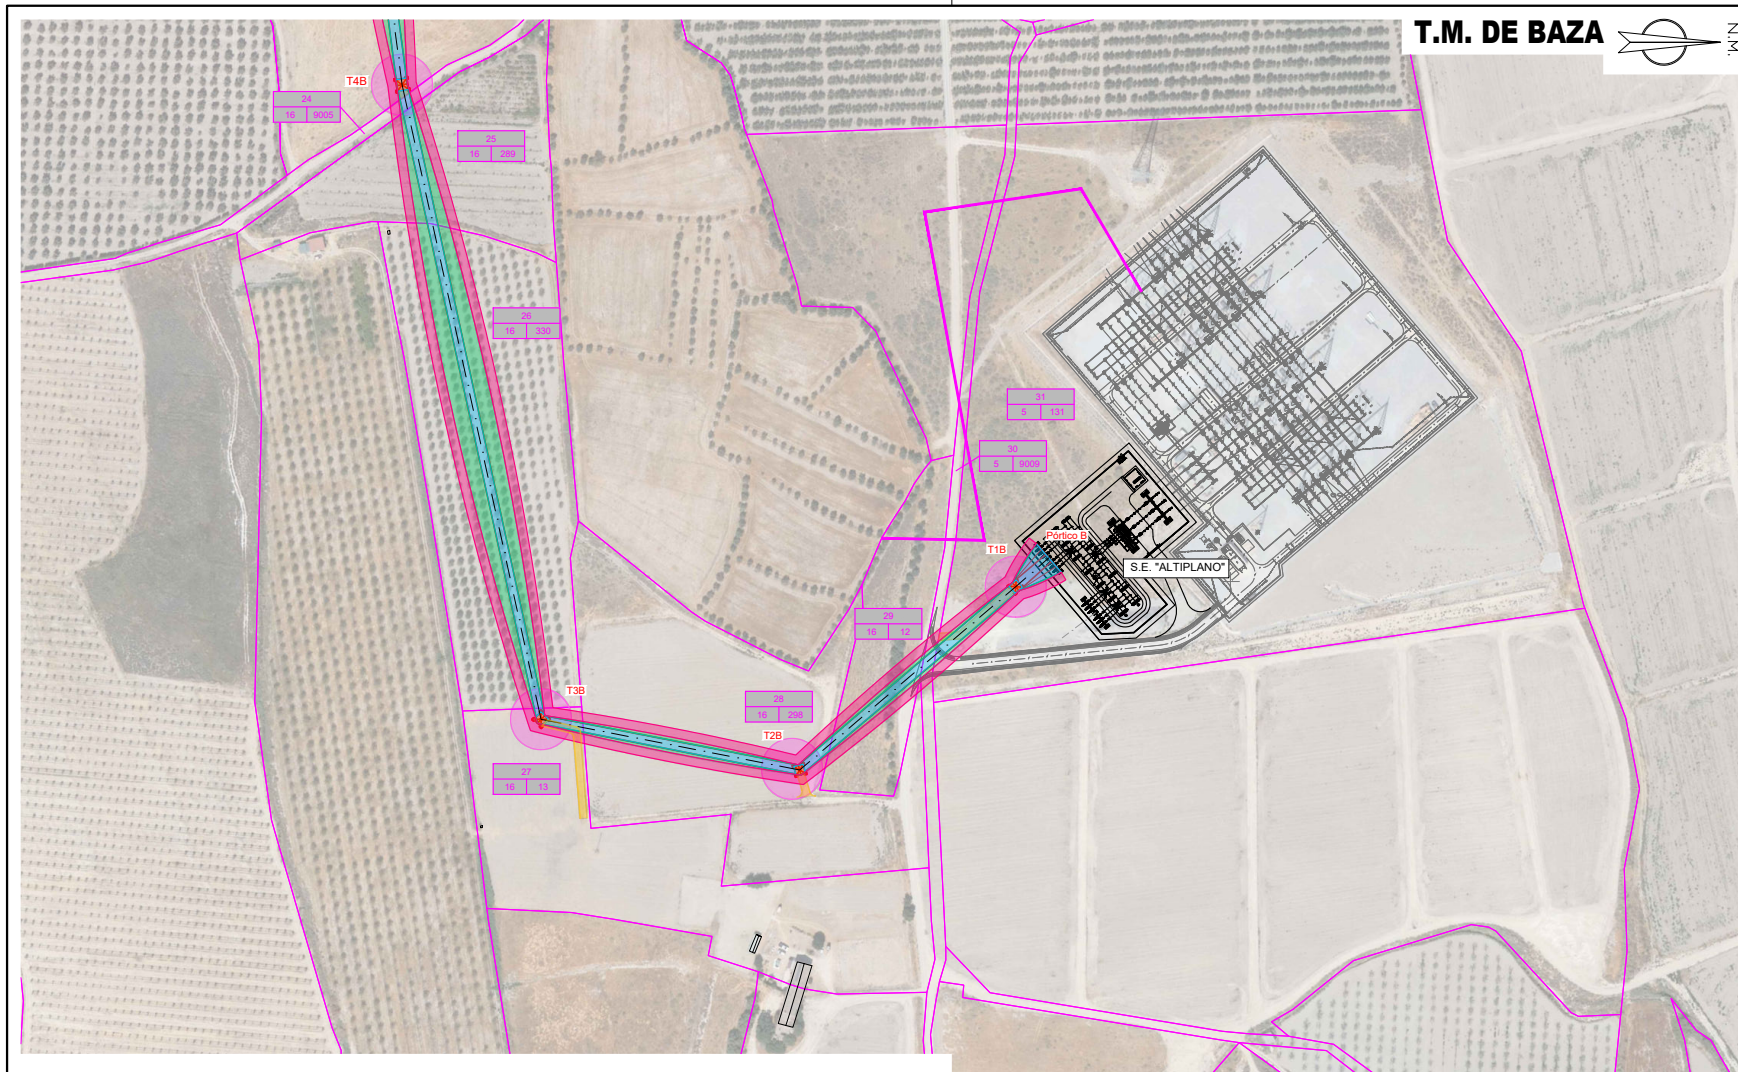 T.M. DE BAZA
N.M.
T4B
24
16 9005
25
16 289
26
16 330
31
5 131
30
5 9009
Pórtico B
T1B
S.E. "ALTIPLANO"
29
16 12
T3B
28
16 298
T2B
27
16 13